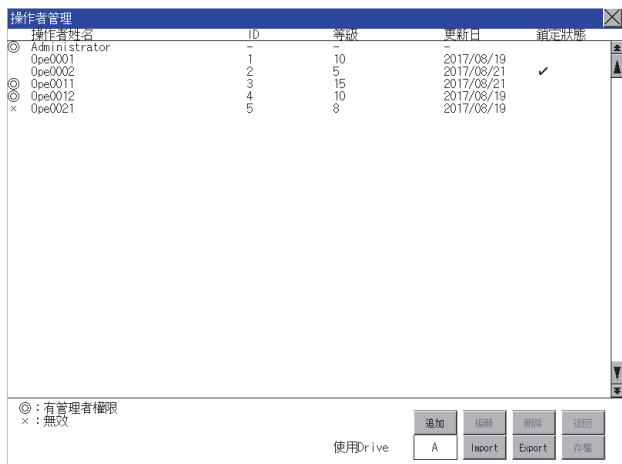 操作者管理
操作者姓名 ID 等級 更新日 鎖定狀態
◎ Administrator - - -
Ope0001 1 10 2017/08/19
Ope0002 2 5 2017/08/21 ✓
◎ Ope0011 3 15 2017/08/21
◎ Ope0012 4 10 2017/08/19
× Ope0021 5 8 2017/08/19
◎：有管理者權限
×：無效
追加 編輯 刪除 返回
使用Drive A Import Export 存檔